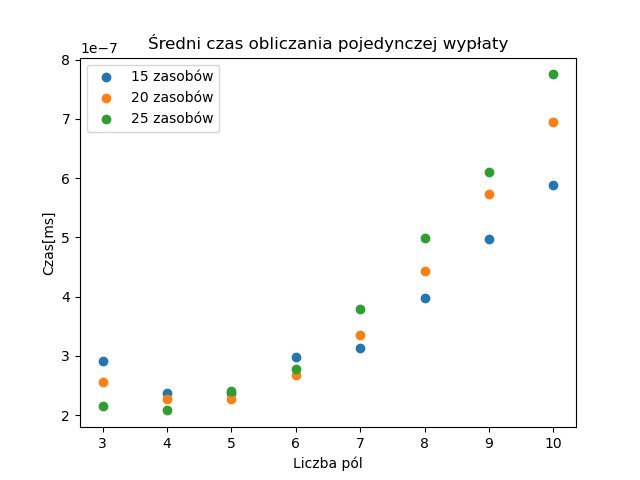 Średni czas obliczania pojedynczej wypłaty
1e−7
15 zasobów
20 zasobów
25 zasobów
8
7
6
5
4
3
2
Czas[ms]
3 4 5 6 7 8 9 10
Liczba pól